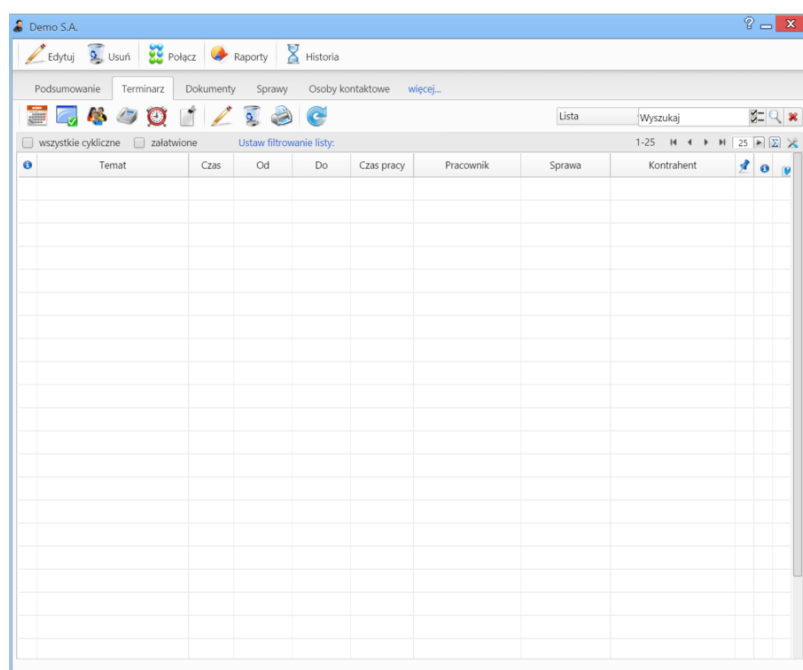 Demo S.A.
Edytuj Usuń Połącz Raporty Historia
Podsumowanie Terminarz Dokumenty Sprawy Osoby kontaktowe więcej...
Lista Wyszukaj
wszystkie cykliczne załatwione Ustaw filtrowanie listy: 1-25 25
Temat Czas Od Do Czas pracy Pracownik Sprawa Kontrahent